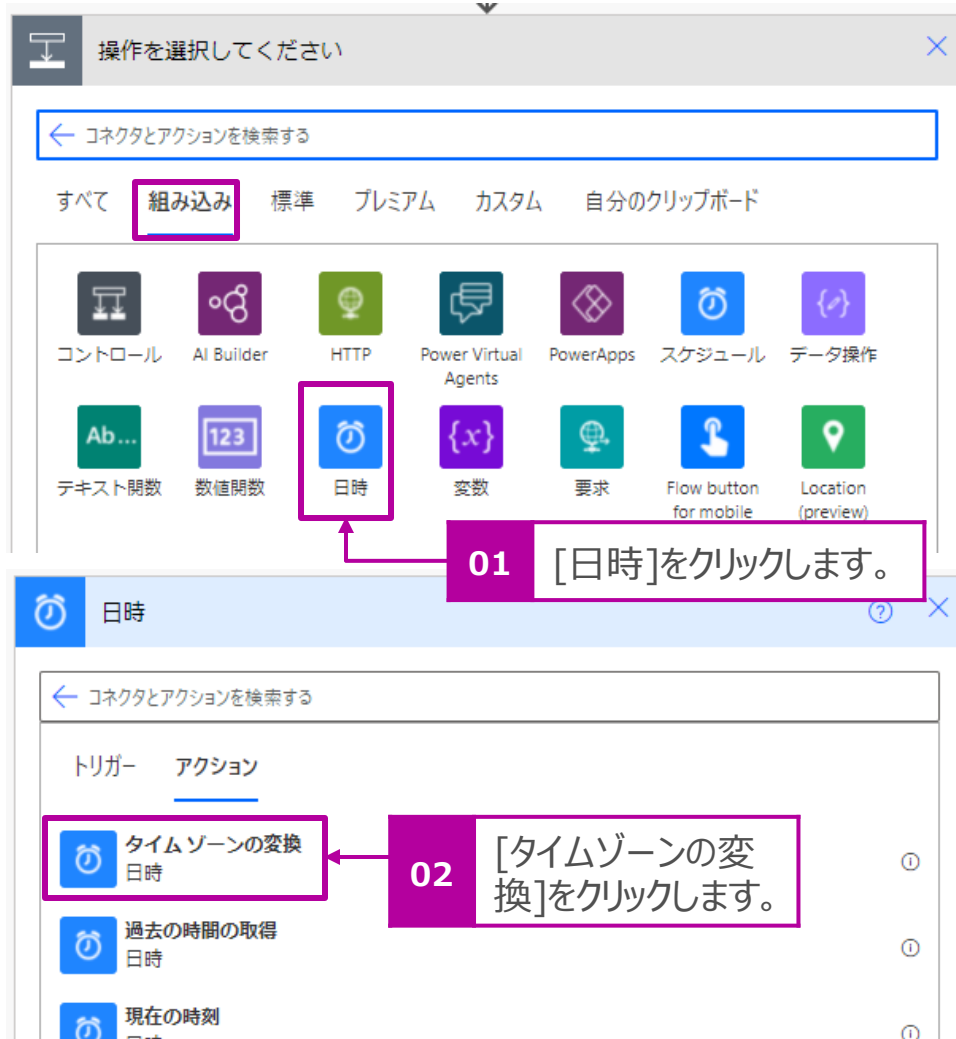 操作を選択してください
コネクタとアクションを検索する
すべて 組み込み 標準 プレミアム カスタム 自分のクリップボード
コントロール AI Builder HTTP Power Virtual Agents PowerApps スケジュール データ操作
Ab... 123 {x}
テキスト関数 数値関数 日時 変数 要求 Flow button for mobile Location (preview)
01 [日時]をクリックします。
日時
コネクタとアクションを検索する
トリガー アクション
タイム ゾーンの変換
日時
02 [タイムゾーンの変
換]をクリックします。
過去の時間の取得
日時
現在の時刻